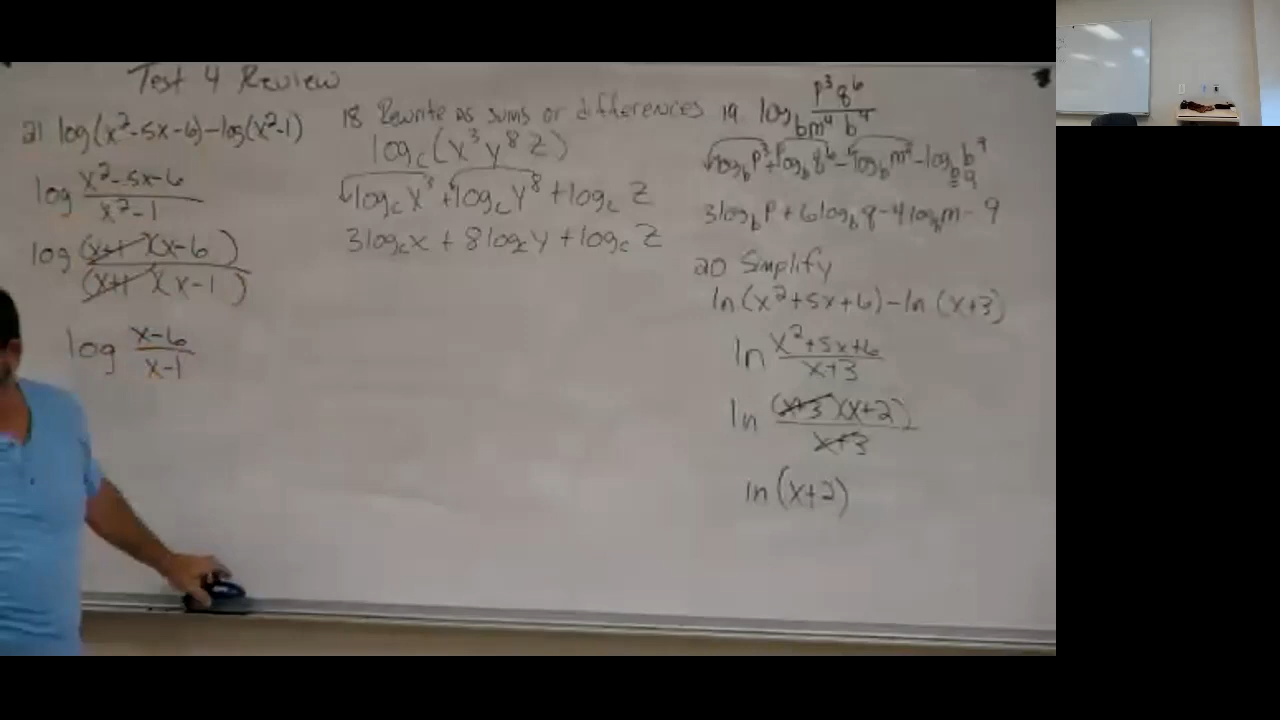 Test 4 Review
21 log(x²-5x-6)-log(x²-1)
log (x²-5x-6)/(x²-1)
log ((x+1)(x-6))/((x+1)(x-1))
log (x-6)/(x-1)
18 Rewrite as sums or differences
log_c(x³y⁸z)
log_c x³ + log_c y⁸ + log_c z
3log_c x + 8log_c y + log_c z
19 log_b (p³q⁶)/(m⁴b⁹)
log_b p³ + log_b q⁶ - log_b m⁴ - log_b b⁹
3log_b p + 6log_b q - 4log_b m - 9
20 Simplify
ln(x²+5x+6)-ln(x+3)
ln (x²+5x+6)/(x+3)
ln ((x+3)(x+2))/(x+3)
ln(x+2)